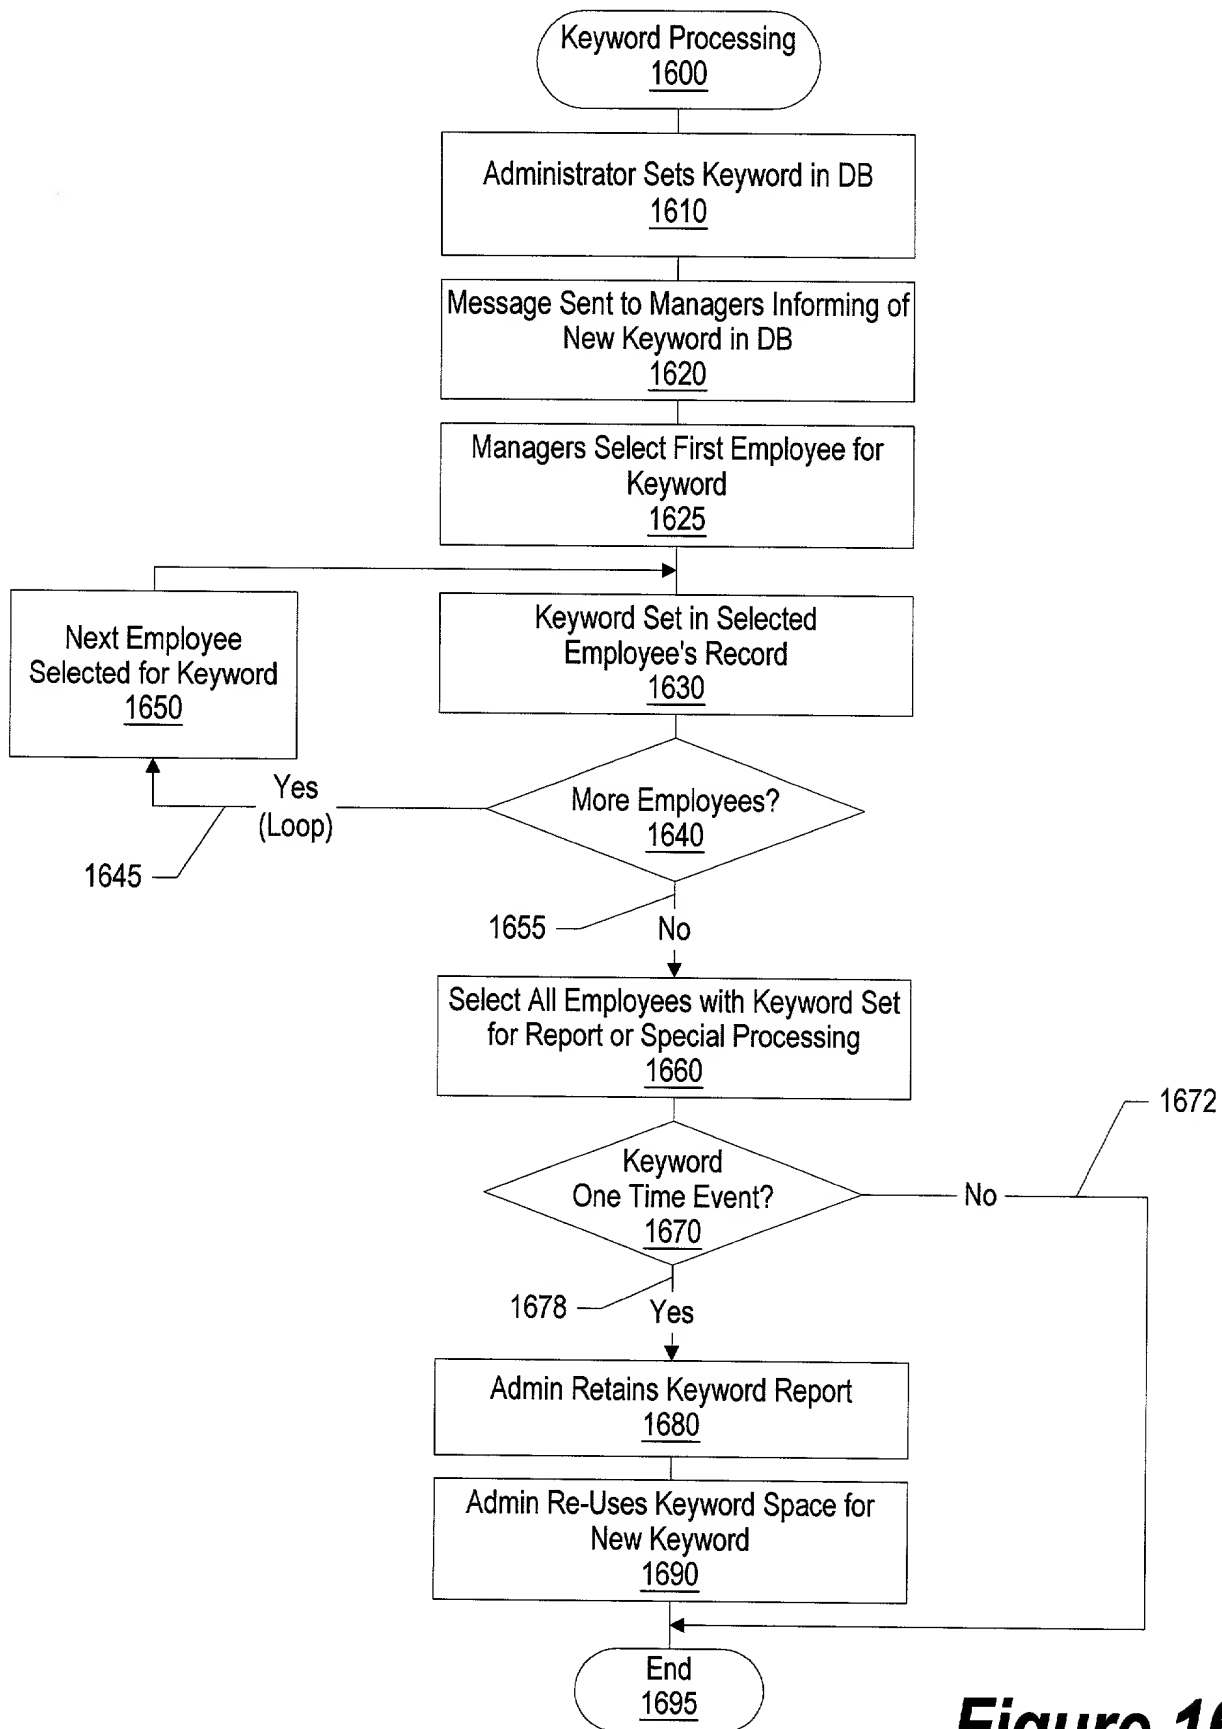 Keyword Processing
1600
Administrator Sets Keyword in DB
1610
Message Sent to Managers Informing of
New Keyword in DB
1620
Managers Select First Employee for
Keyword
1625
Next Employee
Selected for Keyword
1650
Keyword Set in Selected
Employee's Record
1630
Yes
(Loop)
1645
More Employees?
1640
1655
No
Select All Employees with Keyword Set
for Report or Special Processing
1660
1672
Keyword
One Time Event?
1670
No
1678
Yes
Admin Retains Keyword Report
1680
Admin Re-Uses Keyword Space for
New Keyword
1690
End
1695
Figure 16